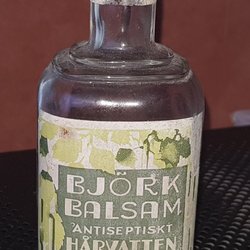 BJÖRK
BALSAM
ANTISEPTISKT
HÅRVATTEN